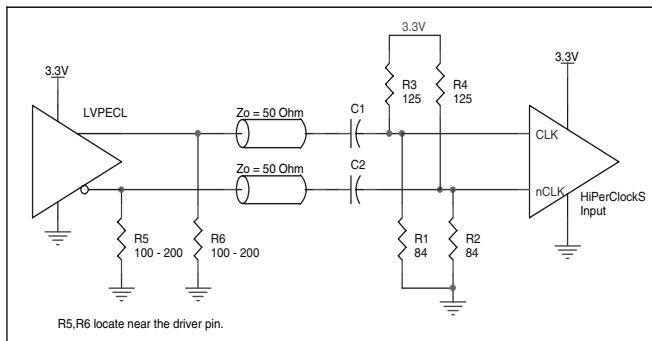 3.3V
3.3V
3.3V
R3
125
R4
125
LVPECL
Zo = 50 Ohm
C1
CLK
Zo = 50 Ohm
C2
nCLK
HiPerClockS
Input
R5
100 - 200
R6
100 - 200
R1
84
R2
84
R5,R6 locate near the driver pin.